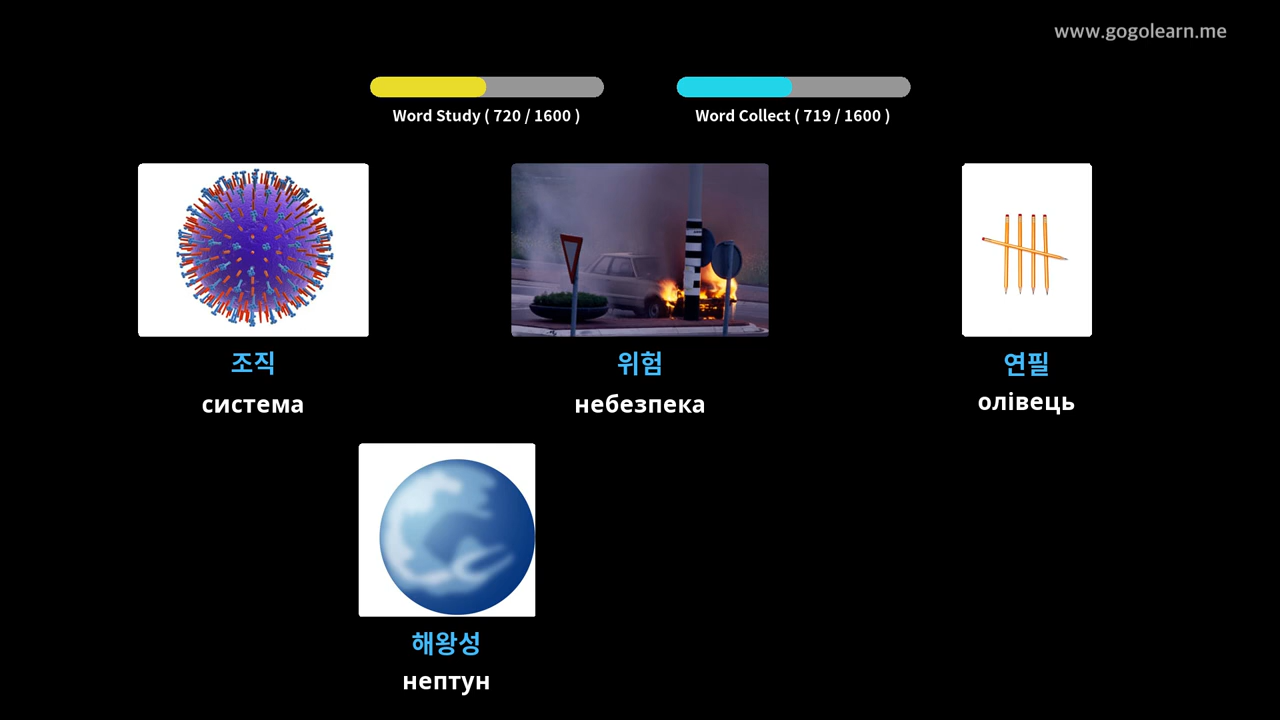 www.gogolearn.me
Word Study ( 720 / 1600 )
Word Collect ( 719 / 1600 )
조직
система
위험
небезпека
연필
олівець
해왕성
нептун